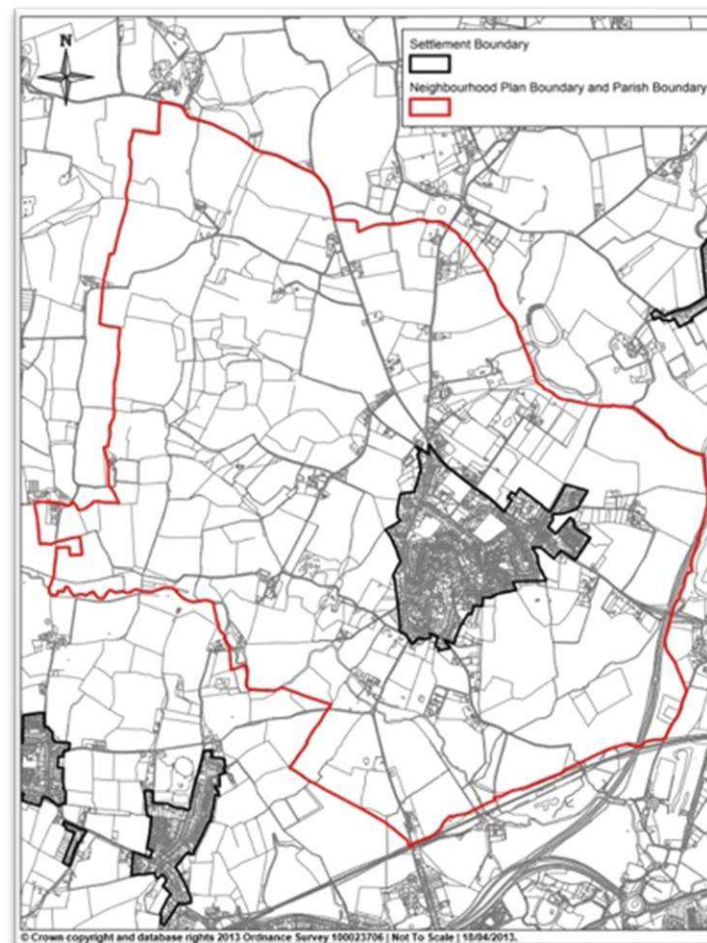 N
Settlement Boundary
Neighbourhood Plan Boundary and Parish Boundary
© Crown copyright and database rights 2013 Ordnance Survey 100023706 | Not To Scale | 18/04/2013.